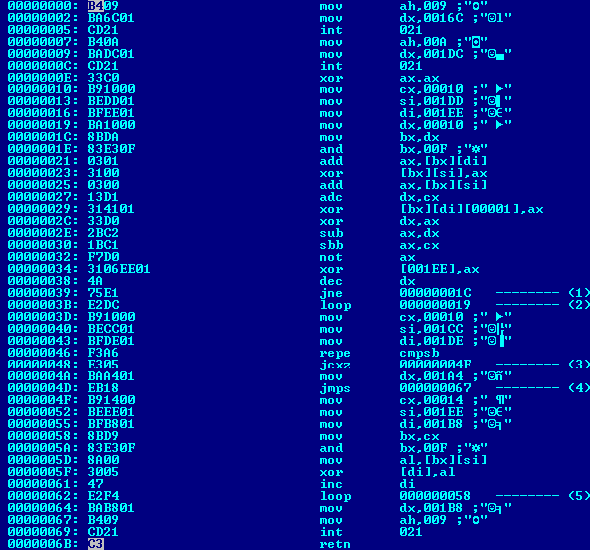 00000000: B409 mov ah,009 ;"○"
00000002: BA6C01 mov dx,0016C ;"☺l"
00000005: CD21 int 021
00000007: B40A mov ah,00A ;"◙"
00000009: BADC01 mov dx,001DC ;"☺▄"
0000000C: CD21 int 021
0000000E: 33C0 xor ax,ax
00000010: B91000 mov cx,00010 ;" ►"
00000013: BEDD01 mov si,001DD ;"☺▌"
00000016: BFEE01 mov di,001EE ;"☺∈"
00000019: BA1000 mov dx,00010 ;" ►"
0000001C: 8BDA mov bx,dx
0000001E: 83E30F and bx,00F ;"☼"
00000021: 0301 add ax,[bx][di]
00000023: 3100 xor [bx][si],ax
00000025: 0300 add ax,[bx][si]
00000027: 13D1 adc dx,cx
00000029: 314101 xor [bx][di][00001],ax
0000002C: 33D0 xor dx,ax
0000002E: 2BC2 sub ax,dx
00000030: 1BC1 sbb ax,cx
00000032: F7D0 not ax
00000034: 3106EE01 xor [001EE],ax
00000038: 4A dec dx
00000039: 75E1 jne 00000001C -------- (1)
0000003B: E2DC loop 000000019 -------- (2)
0000003D: B91000 mov cx,00010 ;" ►"
00000040: BECC01 mov si,001CC ;"☺╠"
00000043: BFDE01 mov di,001DE ;"☺▐"
00000046: F3A6 repe cmpsb
00000048: E305 jcxz 00000004F -------- (3)
0000004A: BAA401 mov dx,001A4 ;"☺ñ"
0000004D: EB18 jmps 000000067 -------- (4)
0000004F: B91400 mov cx,00014 ;" ¶"
00000052: BEEE01 mov si,001EE ;"☺∈"
00000055: BFB801 mov di,001B8 ;"☺╕"
00000058: 8BD9 mov bx,cx
0000005A: 83E30F and bx,00F ;"☼"
0000005D: 8A00 mov al,[bx][si]
0000005F: 3005 xor [di],al
00000061: 47 inc di
00000062: E2F4 loop 000000058 -------- (5)
00000064: BAB801 mov dx,001B8 ;"☺╕"
00000067: B409 mov ah,009 ;"○"
00000069: CD21 int 021
0000006B: C3 retn